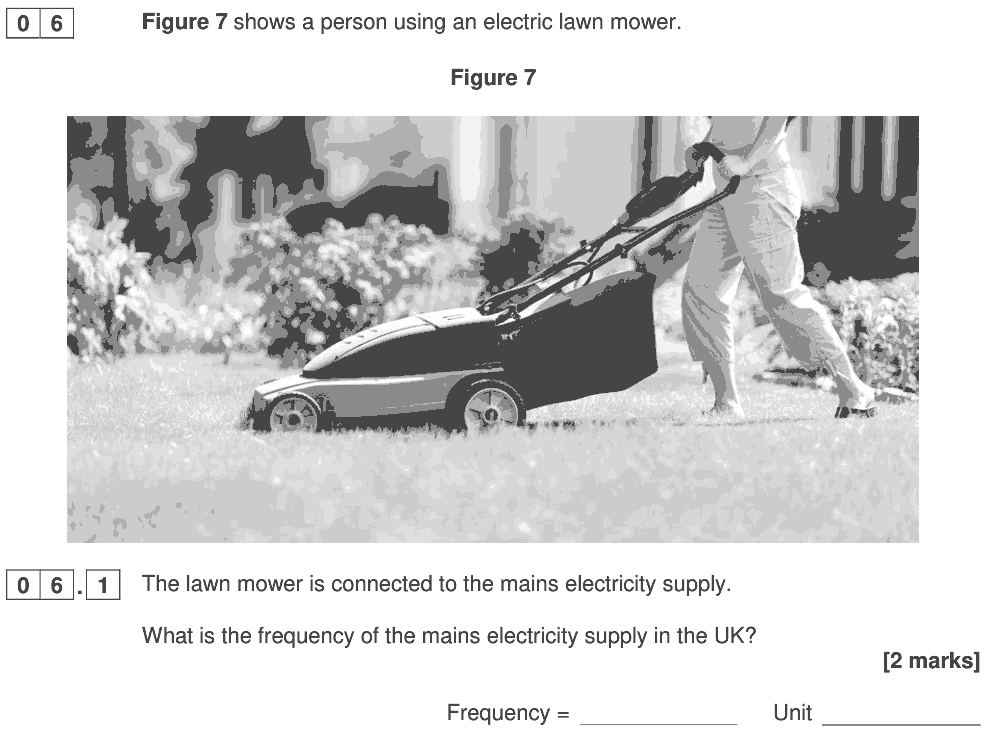 0 6 Figure 7 shows a person using an electric lawn mower.
Figure 7
0 6 . 1 The lawn mower is connected to the mains electricity supply.
What is the frequency of the mains electricity supply in the UK?
[2 marks]
Frequency = Unit